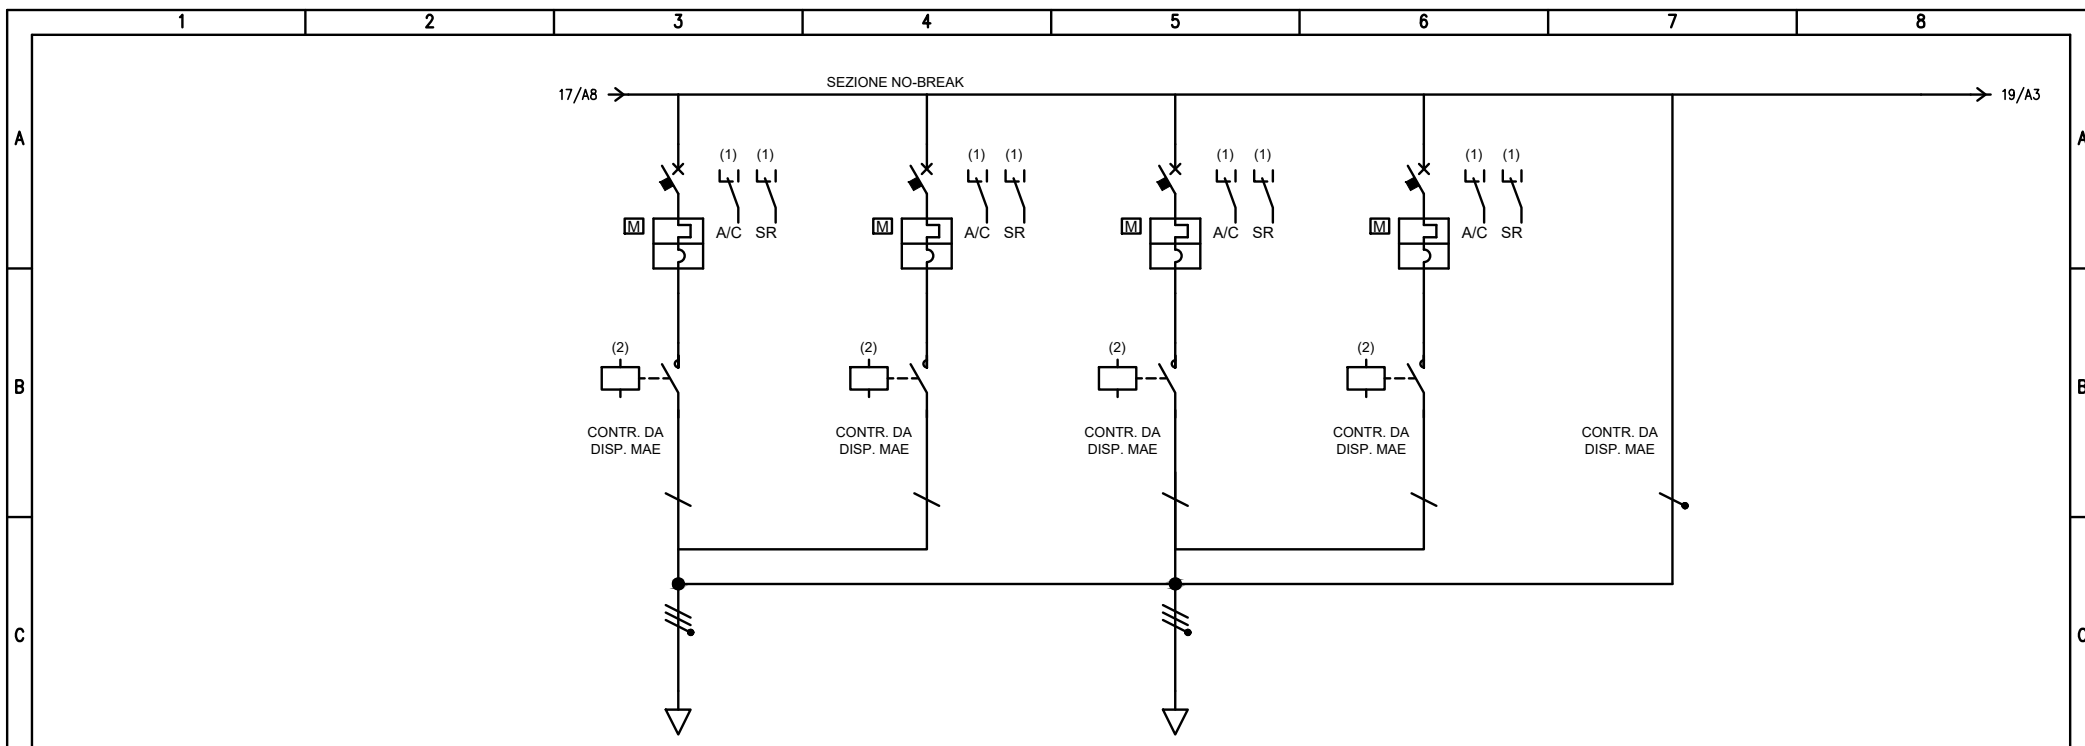 1 2 3 4 5 6 7 8
SEZIONE NO-BREAK
17/A8 19/A3
A A
(1) (1) (1) (1) (1) (1) (1) (1)
M A/C SR M A/C SR M A/C SR M A/C SR
(2) (2) (2) (2)
B B
CONTR. DA CONTR. DA CONTR. DA CONTR. DA CONTR. DA
DISP. MAE DISP. MAE DISP. MAE DISP. MAE DISP. MAE
C C